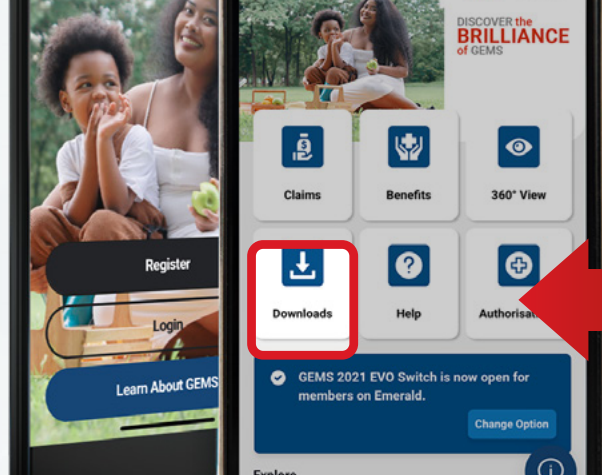 Register
Login
Learn About GEMS
DISCOVER the
BRILLIANCE
of GEMS
Claims
Benefits
360° View
Downloads
Help
GEMS 2021 EVO Switch is now open for
members on Emerald.
Change Option
Explore